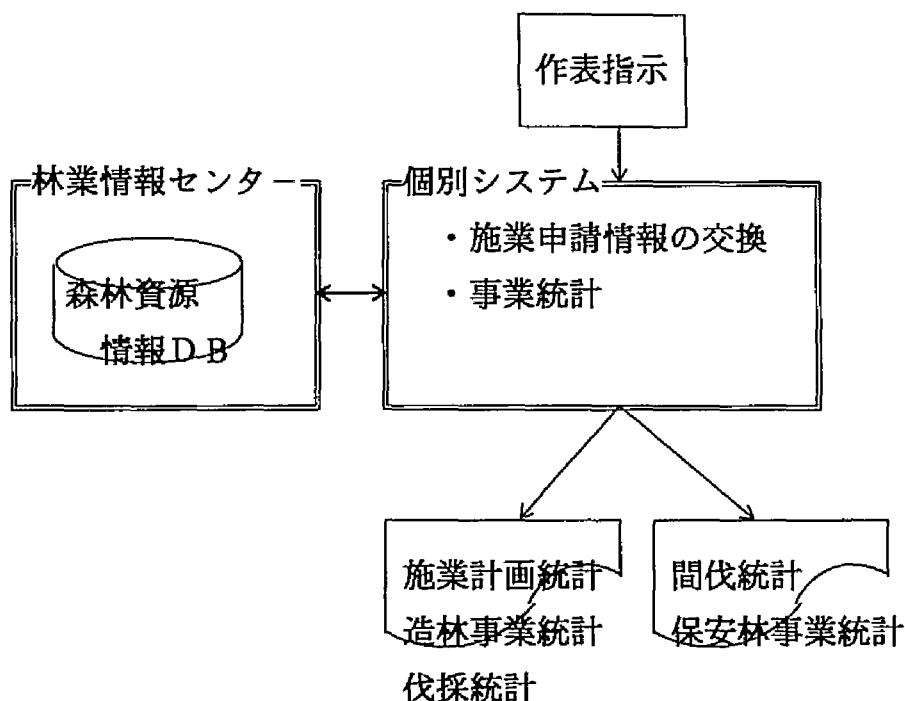 作表指示
林業情報センター
個別システム
・施業申請情報の交換
・事業統計
森林資源
情報ＤＢ
施業計画統計
造林事業統計
伐採統計
間伐統計
保安林事業統計